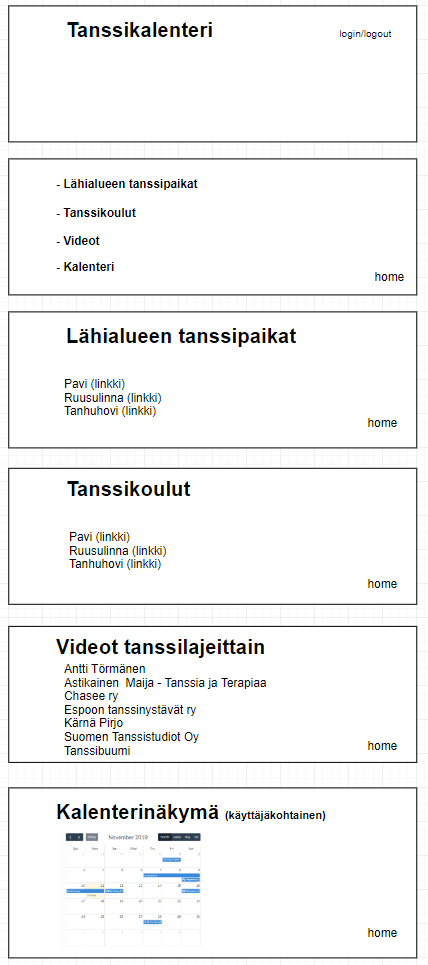 Tanssikalenteri
login/logout
- Lähialueen tanssipaikat
- Tanssikoulut
- Videot
- Kalenteri
home
Lähialueen tanssipaikat
Pavi (linkki)
Ruusulinna (linkki)
Tanhuhovi (linkki)
home
Tanssikoulut
Pavi (linkki)
Ruusulinna (linkki)
Tanhuhovi (linkki)
home
Videot tanssilajeittain
Antti Törmänen
Astikainen Maija - Tanssia ja Terapiaa
Chasee ry
Espoon tanssinystävät ry
Kärnä Pirjo
Suomen Tanssistudiot Oy
Tanssibuumi
home
Kalenterinäkymä (käyttäjäkohtainen)
November 2019
home